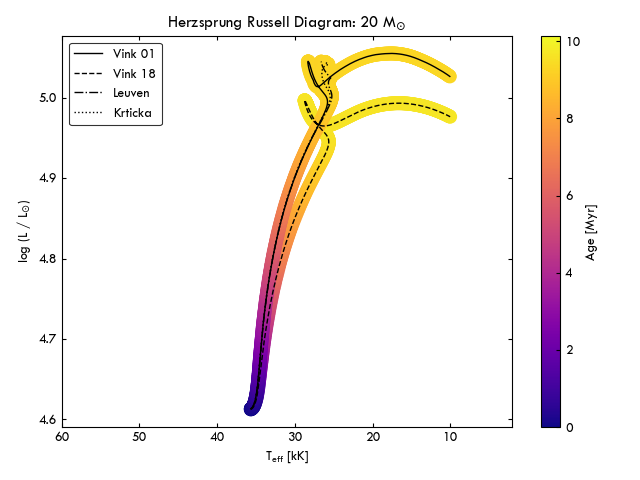 Herzsprung Russell Diagram: 20 M☉
Vink 01
Vink 18
Leuven
Krticka
log (L / L☉)
5.0
4.9
4.8
4.7
4.6
60
50
40
30
20
10
T_eff [kK]
10
8
6
4
2
0
Age [Myr]